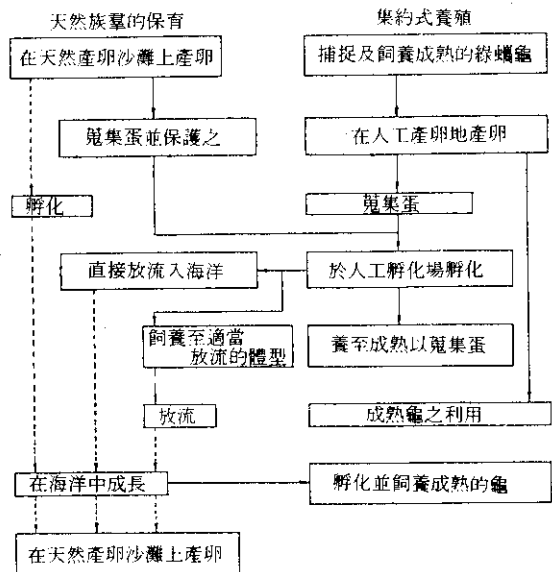 天然族羣的保育
集約式養殖
在天然產卵沙灘上產卵
捕捉及飼養成熟的綠蠵龜
蒐集蛋並保護之
在人工產卵地產卵
孵化
蒐集蛋
直接放流入海洋
於人工孵化場孵化
飼養至適當
放流的體型
養至成熟以蒐集蛋
放流
成熟龜之利用
在海洋中成長
孵化並飼養成熟的龜
在天然產卵沙灘上產卵